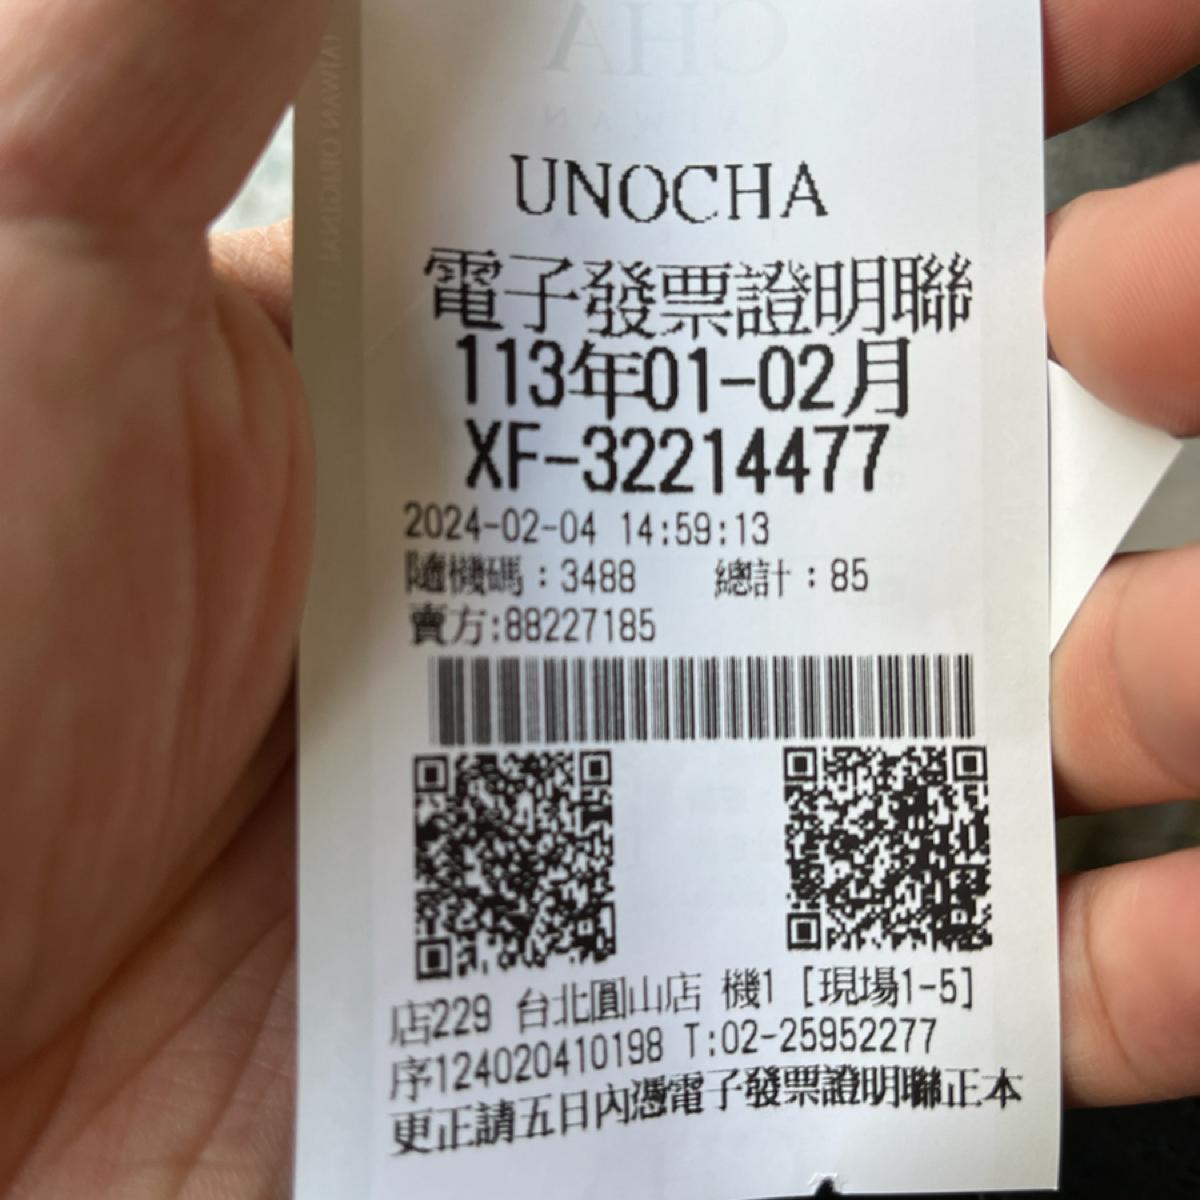 UNOCHA
電子發票證明聯
113年01-02月
XF-32214477
2024-02-04 14:59:13
隨機碼：3488 總計：85
賣方:88227185
店229 台北圓山店 機1 [現場1-5]
序124020410198 T:02-25952277
更正請五日內憑電子發票證明聯正本